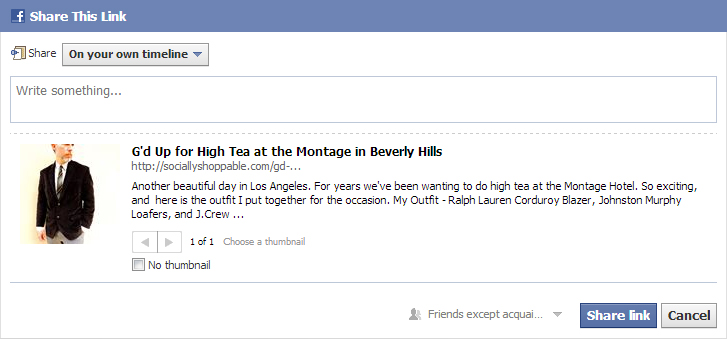 Share This Link
Share On your own timeline
Write something...
G'd Up for High Tea at the Montage in Beverly Hills
http://sociallyshoppable.com/gd-...
Another beautiful day in Los Angeles. For years we've been wanting to do high tea at the Montage Hotel. So exciting,
and here is the outfit I put together for the occasion. My Outfit - Ralph Lauren Corduroy Blazer, Johnston Murphy
Loafers, and J.Crew ...
1 of 1 Choose a thumbnail
No thumbnail
Friends except acquai... Share link Cancel